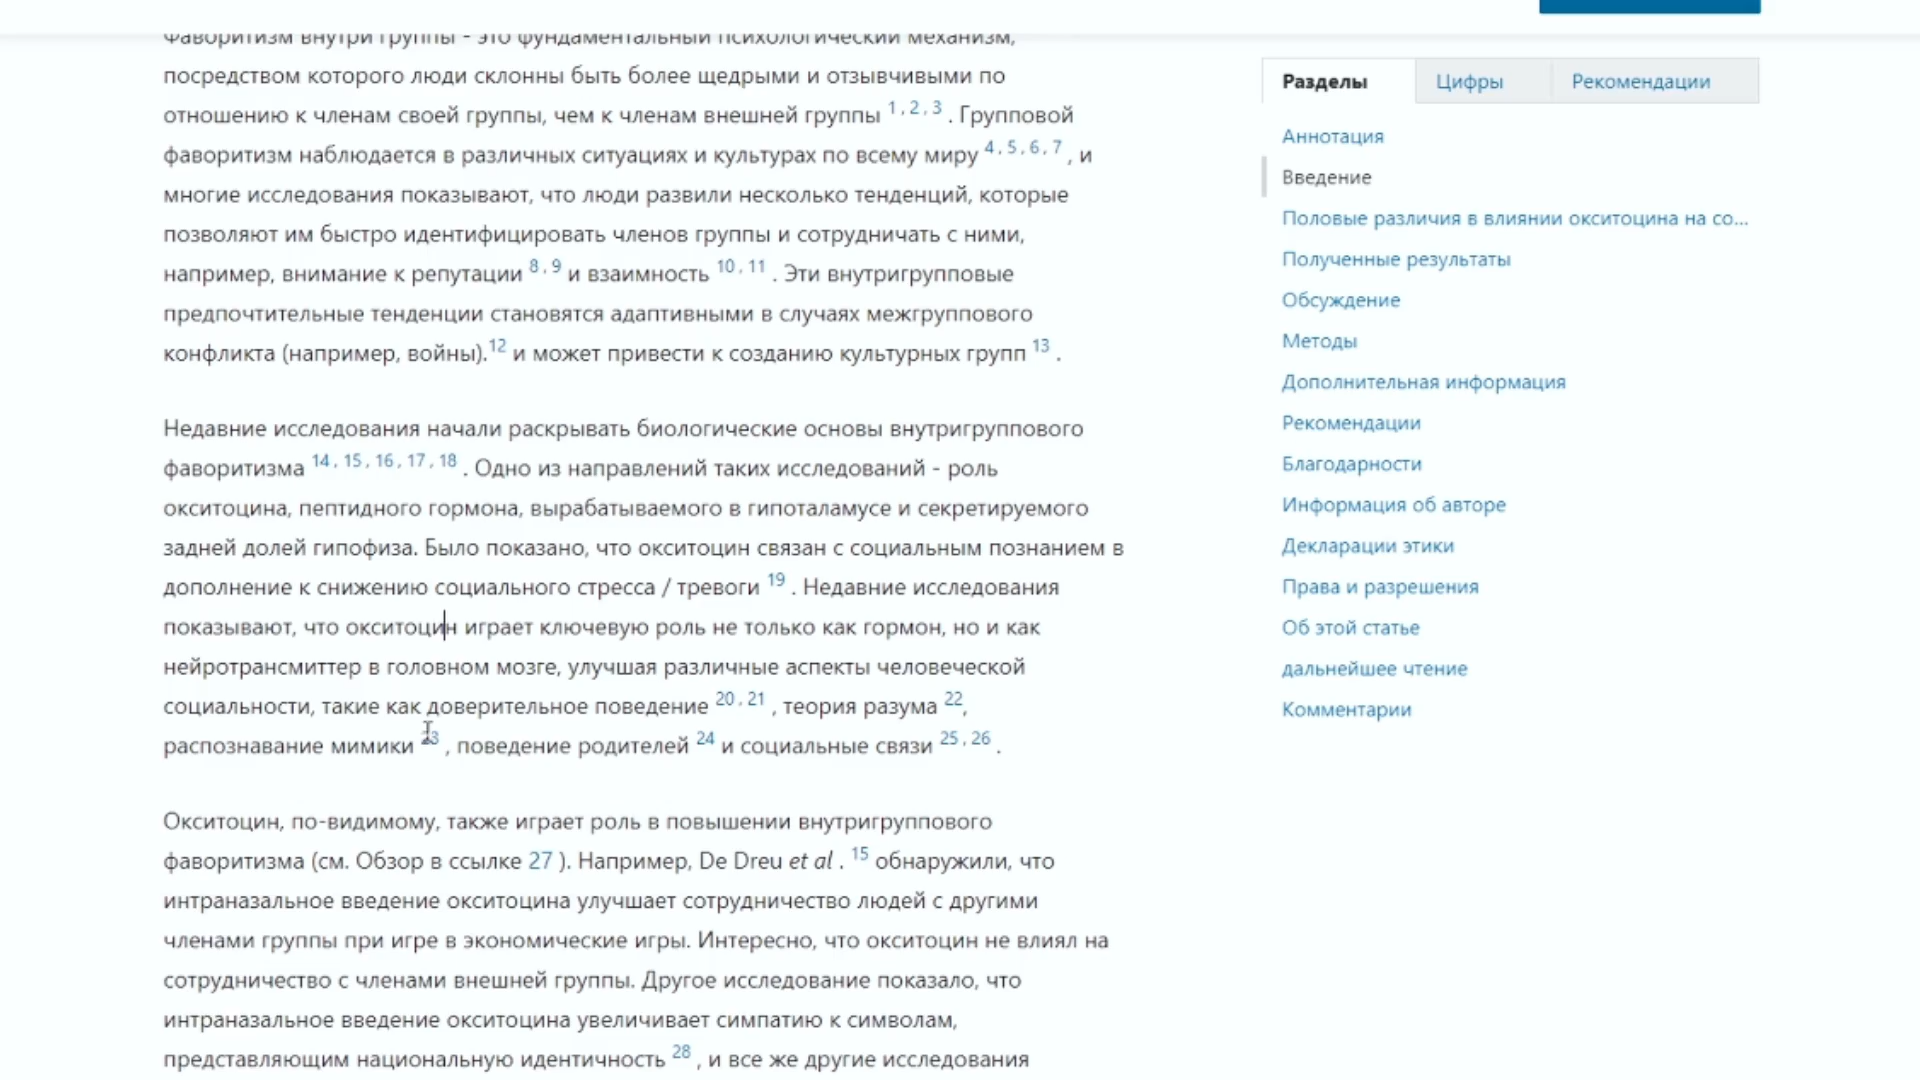 Фаворитизм внутри группы - это фундаментальный психологический механизм,
посредством которого люди склонны быть более щедрыми и отзывчивыми по
отношению к членам своей группы, чем к членам внешней группы 1 , 2 , 3 . Групповой
фаворитизм наблюдается в различных ситуациях и культурах по всему миру 4 , 5 , 6 , 7 , и
многие исследования показывают, что люди развили несколько тенденций, которые
позволяют им быстро идентифицировать членов группы и сотрудничать с ними,
например, внимание к репутации 8 , 9 и взаимность 10 , 11 . Эти внутригрупповые
предпочтительные тенденции становятся адаптивными в случаях межгруппового
конфликта (например, войны).12 и может привести к созданию культурных групп 13 .
Недавние исследования начали раскрывать биологические основы внутригруппового
фаворитизма 14 , 15 , 16 , 17 , 18 . Одно из направлений таких исследований - роль
окситоцина, пептидного гормона, вырабатываемого в гипоталамусе и секретируемого
задней долей гипофиза. Было показано, что окситоцин связан с социальным познанием в
дополнение к снижению социального стресса / тревоги 19 . Недавние исследования
показывают, что окситоцин играет ключевую роль не только как гормон, но и как
нейротрансмиттер в головном мозге, улучшая различные аспекты человеческой
социальности, такие как доверительное поведение 20 , 21 , теория разума 22,
распознавание мимики 23 , поведение родителей 24 и социальные связи 25 , 26 .
Окситоцин, по-видимому, также играет роль в повышении внутригруппового
фаворитизма (см. Обзор в ссылке 27 ). Например, De Dreu et al . 15 обнаружили, что
интраназальное введение окситоцина улучшает сотрудничество людей с другими
членами группы при игре в экономические игры. Интересно, что окситоцин не влиял на
сотрудничество с членами внешней группы. Другое исследование показало, что
интраназальное введение окситоцина увеличивает симпатию к символам,
представляющим национальную идентичность 28 , и все же другие исследования
Разделы
Цифры
Рекомендации
Аннотация
Введение
Половые различия в влиянии окситоцина на со...
Полученные результаты
Обсуждение
Методы
Дополнительная информация
Рекомендации
Благодарности
Информация об авторе
Декларации этики
Права и разрешения
Об этой статье
дальнейшее чтение
Комментарии